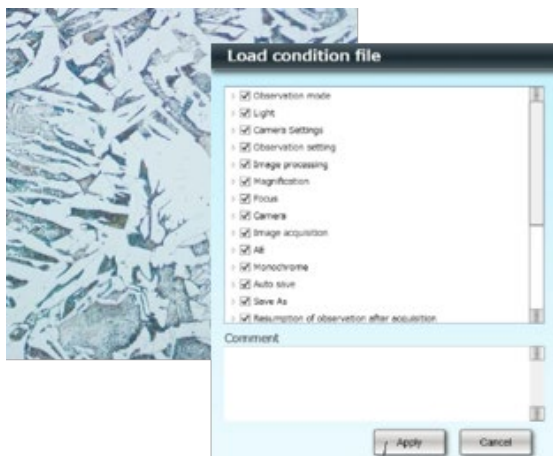 Load condition file
Observation mode
Light
Camera Settings
Observation setting
Image processing
Magnification
Focus
Camera
Image acquisition
AE
Monochrome
Auto save
Save As
Resumption of observation after acquisition
Comment
Apply
Cancel